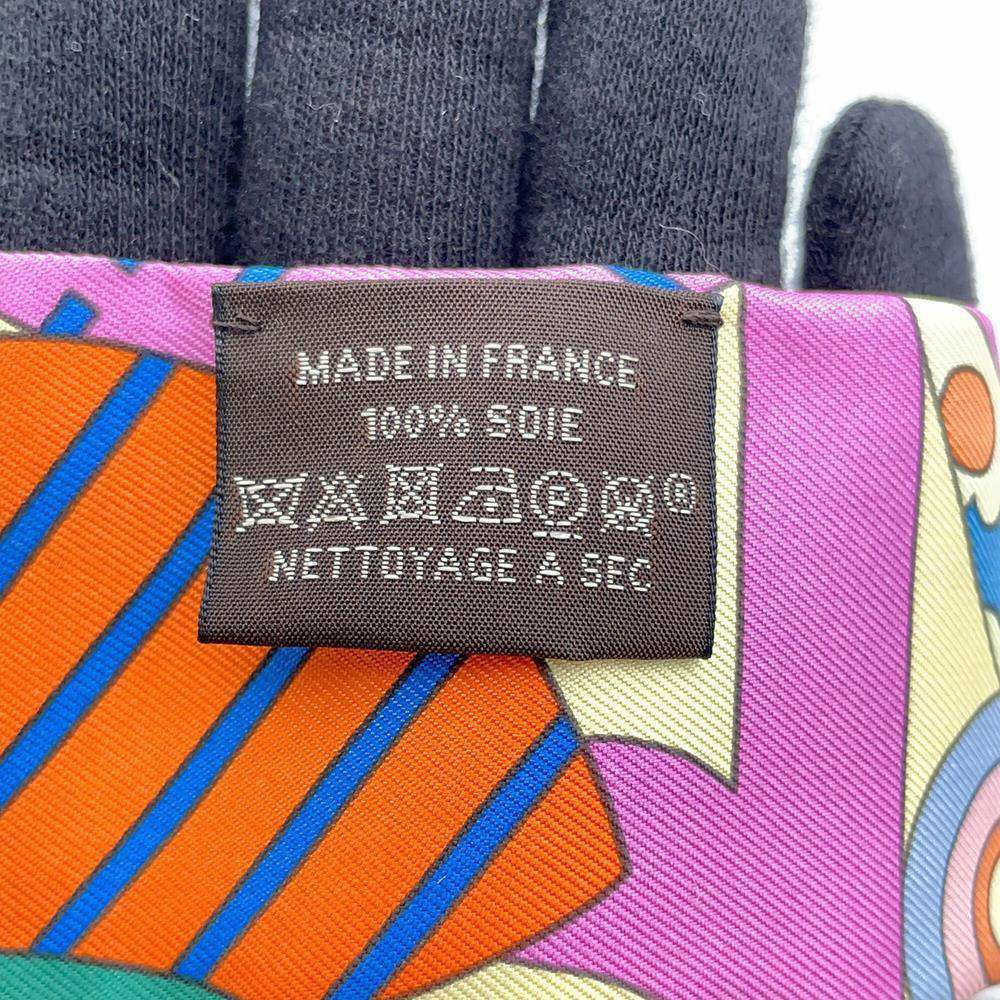 MADE IN FRANCE
100% SOIE
P W ®
NETTOYAGE A SEC